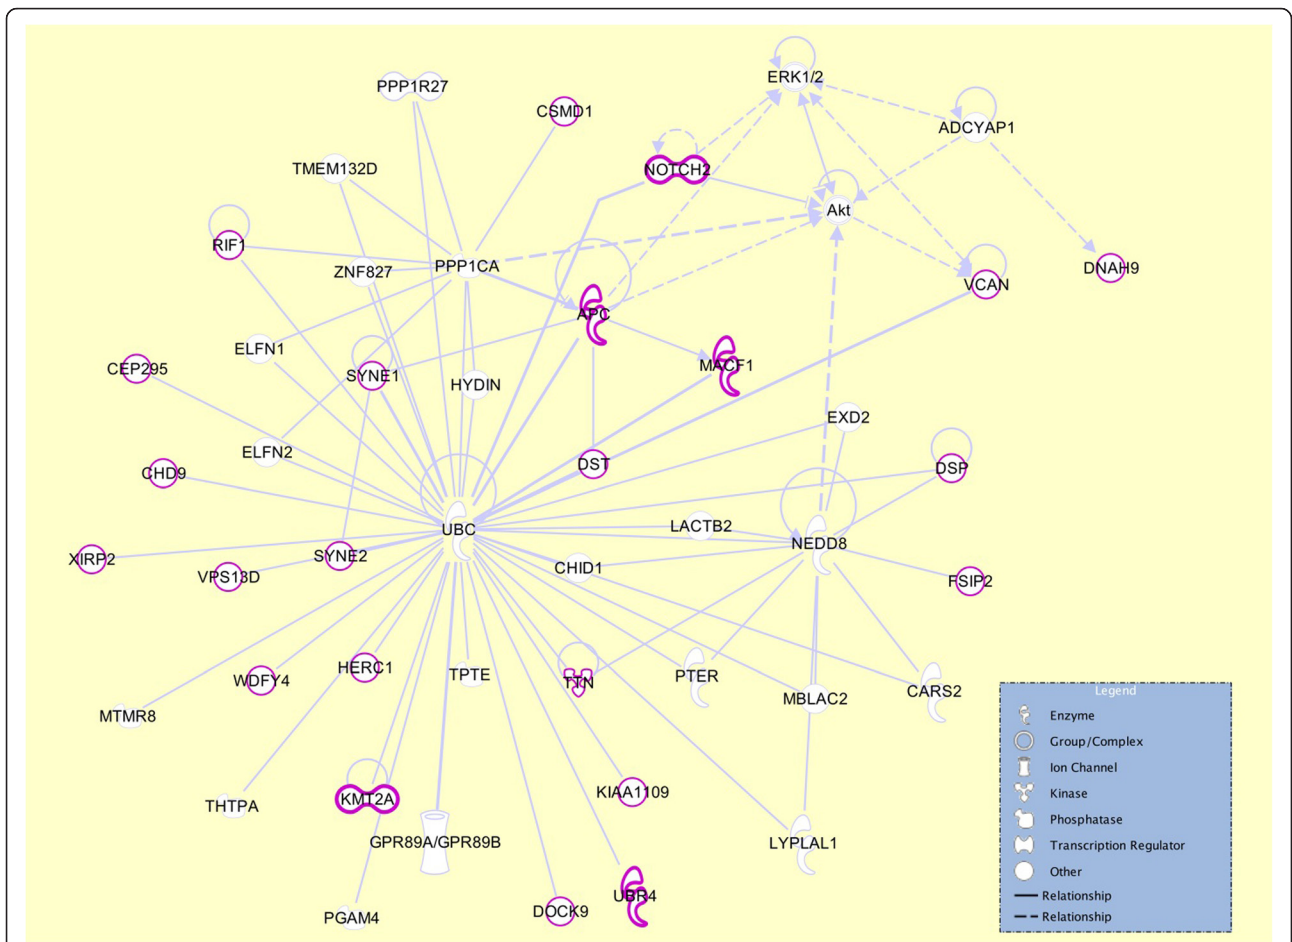 ERK1/2
PPP1R27
CSMD1
ADCYAP1
TMEM132D
NOTCH2
Akt
RIF1
ZNF827
PPP1CA
DNAH9
VCAN
APC
ELFN1
CEP295
SYNE1
HYDIN
MACF1
EXD2
ELFN2
CHD9
DST
DSP
UBC
LACTB2
NEDD8
XIRP2
SYNE2
VPS13D
CHID1
FSIP2
WDFY4
HERC1
TPTE
TTN
PTER
MBLAC2
CARS2
MTMR8
THTPA
KMT2A
KIAA1109
GPR89A/GPR89B
LYPLAL1
UBR4
DOCK9
PGAM4
Legend
Enzyme
Group/Complex
Ion Channel
Kinase
Phosphatase
Transcription Regulator
Other
Relationship
Relationship